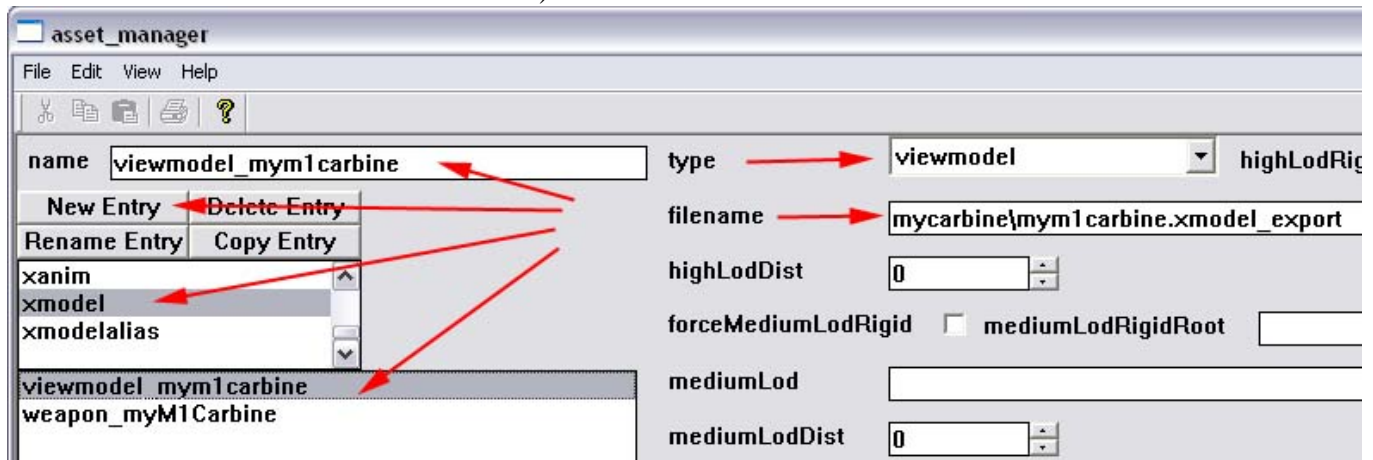 asset_manager
File Edit View Help
name viewmodel_mym1carbine type viewmodel highLodRig
New Entry Delete Entry
filename mycarbine\mym1carbine.xmodel_export
Rename Entry Copy Entry
xanim
highLodDist 0
xmodel
xmodelalias
forceMediumLodRigid mediumLodRigidRoot
viewmodel_mym1carbine
mediumLod
weapon_myM1Carbine
mediumLodDist 0